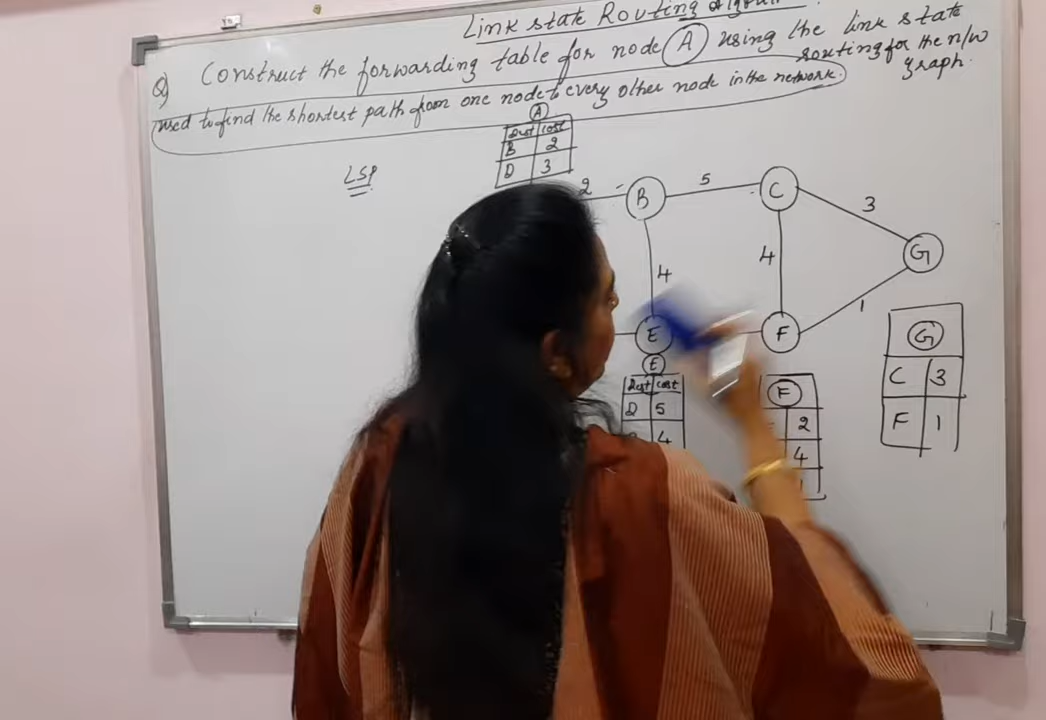 Link state Routing
Q) Construct the forwarding table for node A using the link state
routing for the n/w
graph.
used to find the shortest path from one node to every other node in the network.
A
Dest cost
B 2
D 3
LSP
2 B 5 C 3 G
4 4 1
E F
E
Dest cost
D 5
4
F
2
4
1
G
C 3
F 1